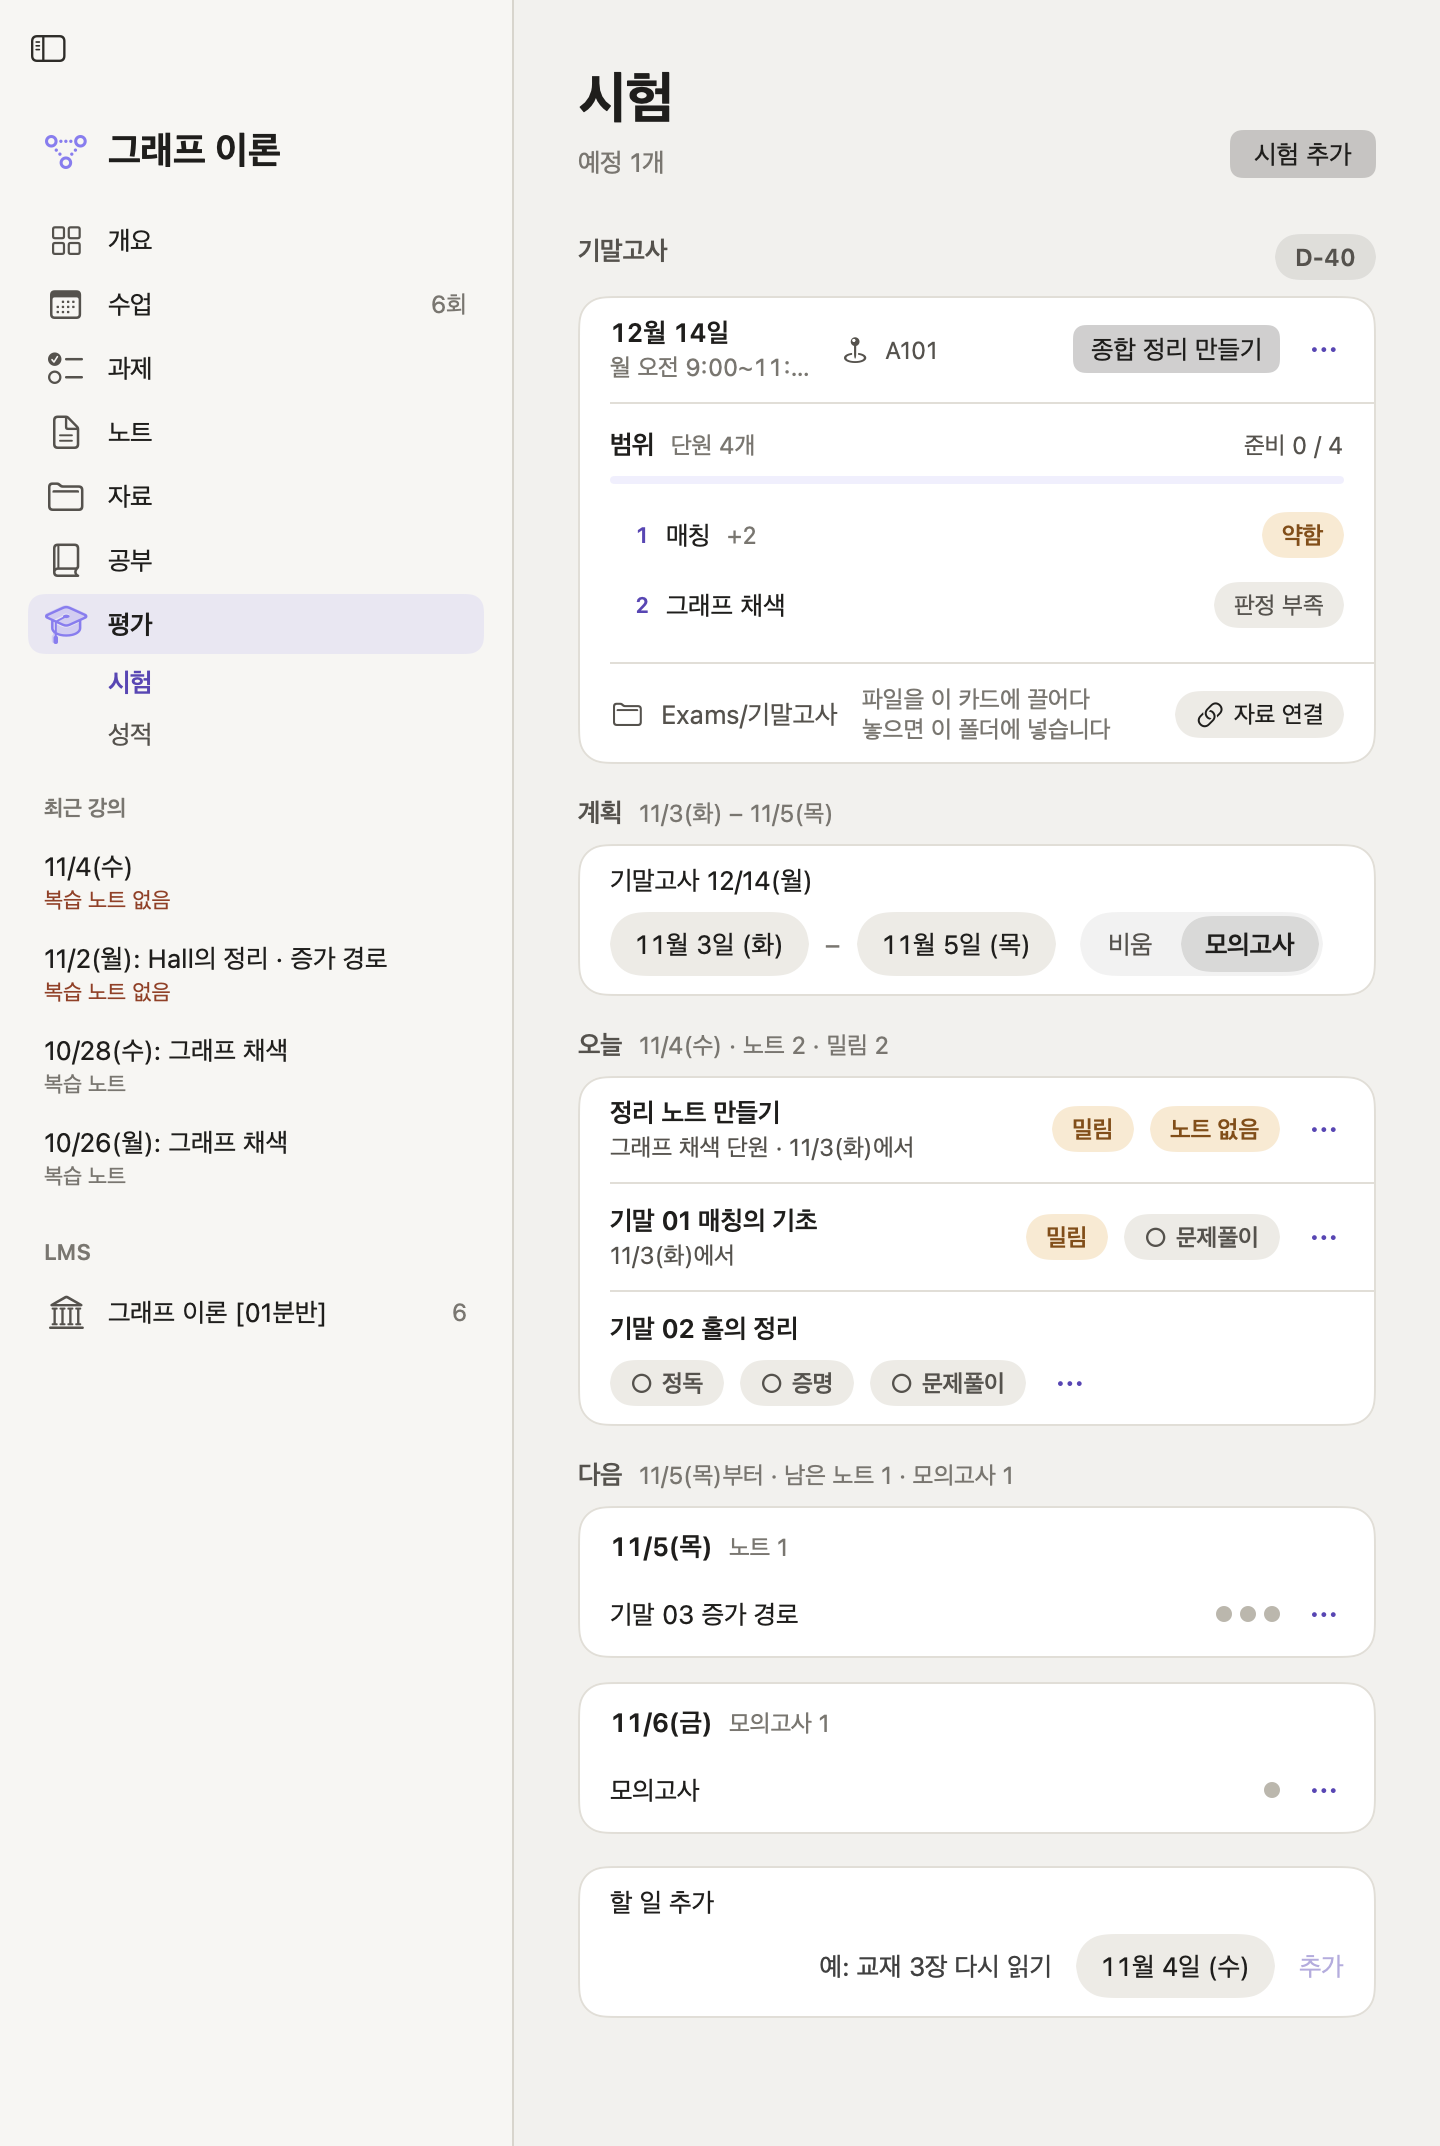 그래프 이론
개요
수업 6회
과제
노트
자료
공부
평가
시험
성적
최근 강의
11/4(수)
복습 노트 없음
11/2(월): Hall의 정리 · 증가 경로
복습 노트 없음
10/28(수): 그래프 채색
복습 노트
10/26(월): 그래프 채색
복습 노트
LMS
그래프 이론 [01분반] 6
시험
예정 1개
시험 추가
기말고사 D-40
12월 14일
월 오전 9:00~11:...
A101
종합 정리 만들기
범위 단원 4개 준비 0 / 4
1 매칭 +2 약함
2 그래프 채색 판정 부족
Exams/기말고사
파일을 이 카드에 끌어다
놓으면 이 폴더에 넣습니다
자료 연결
계획 11/3(화) – 11/5(목)
기말고사 12/14(월)
11월 3일 (화) – 11월 5일 (목) 비움 모의고사
오늘 11/4(수) · 노트 2 · 밀림 2
정리 노트 만들기
그래프 채색 단원 · 11/3(화)에서
밀림 노트 없음
기말 01 매칭의 기초
11/3(화)에서
밀림 문제풀이
기말 02 홀의 정리
정독 증명 문제풀이
다음 11/5(목)부터 · 남은 노트 1 · 모의고사 1
11/5(목) 노트 1
기말 03 증가 경로
11/6(금) 모의고사 1
모의고사
할 일 추가
예: 교재 3장 다시 읽기 11월 4일 (수) 추가